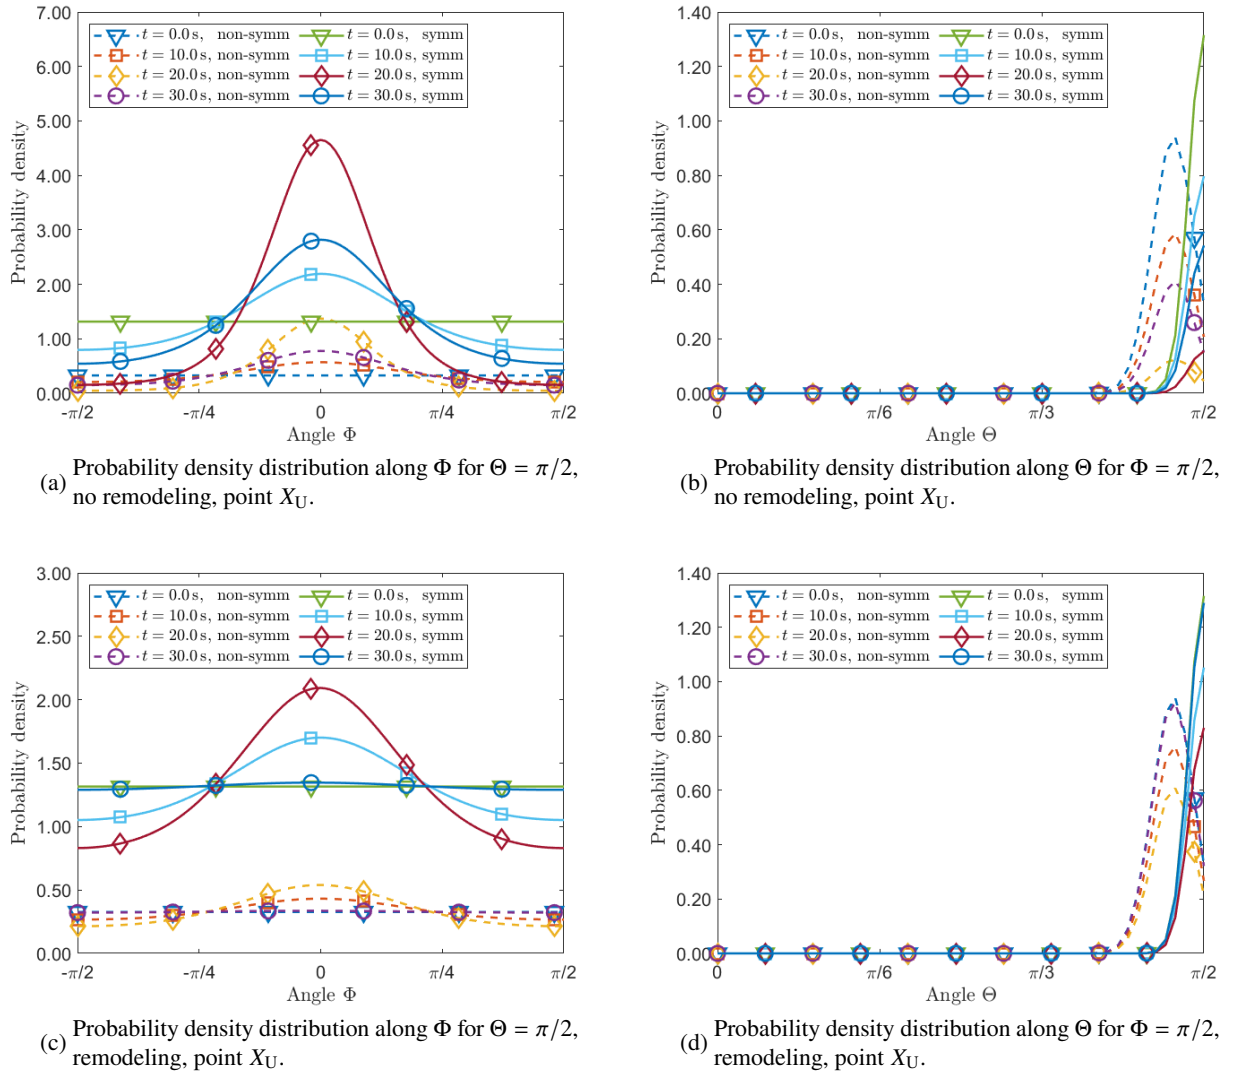 7.00
6.00
5.00
4.00
3.00
2.00
1.00
0.00
Probability density
t = 0.0 s, non-symm
t = 10.0 s, non-symm
t = 20.0 s, non-symm
t = 30.0 s, non-symm
t = 0.0 s, symm
t = 10.0 s, symm
t = 20.0 s, symm
t = 30.0 s, symm
-π/2 -π/4 0 π/4 π/2
Angle Φ
(a) Probability density distribution along Φ for Θ = π/2,
no remodeling, point X_U.
1.40
1.20
1.00
0.80
0.60
0.40
0.20
0.00
Probability density
t = 0.0 s, non-symm
t = 10.0 s, non-symm
t = 20.0 s, non-symm
t = 30.0 s, non-symm
t = 0.0 s, symm
t = 10.0 s, symm
t = 20.0 s, symm
t = 30.0 s, symm
0 π/6 π/3 π/2
Angle Θ
(b) Probability density distribution along Θ for Φ = π/2,
no remodeling, point X_U.
3.00
2.50
2.00
1.50
1.00
0.50
0.00
Probability density
t = 0.0 s, non-symm
t = 10.0 s, non-symm
t = 20.0 s, non-symm
t = 30.0 s, non-symm
t = 0.0 s, symm
t = 10.0 s, symm
t = 20.0 s, symm
t = 30.0 s, symm
-π/2 -π/4 0 π/4 π/2
Angle Φ
(c) Probability density distribution along Φ for Θ = π/2,
remodeling, point X_U.
1.40
1.20
1.00
0.80
0.60
0.40
0.20
0.00
Probability density
t = 0.0 s, non-symm
t = 10.0 s, non-symm
t = 20.0 s, non-symm
t = 30.0 s, non-symm
t = 0.0 s, symm
t = 10.0 s, symm
t = 20.0 s, symm
t = 30.0 s, symm
0 π/6 π/3 π/2
Angle Θ
(d) Probability density distribution along Θ for Φ = π/2,
remodeling, point X_U.